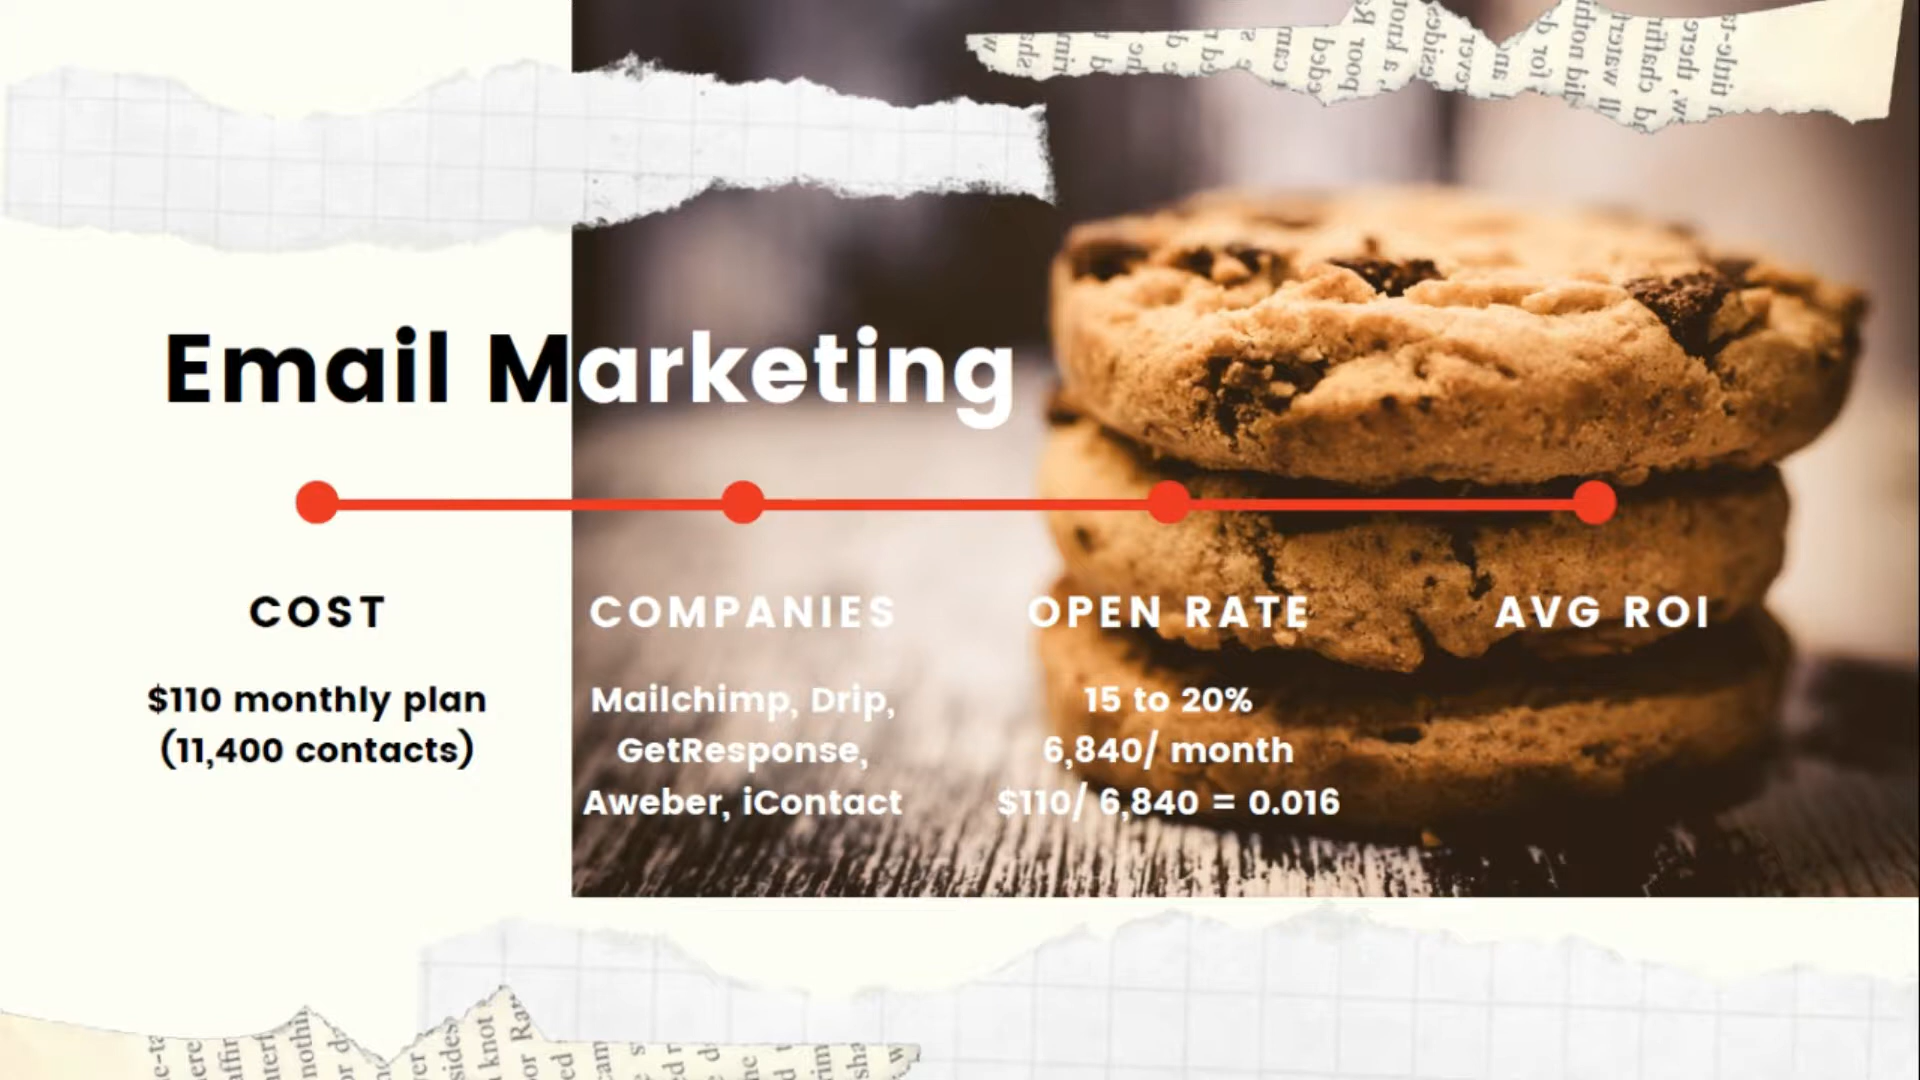 Email Marketing
COST
$110 monthly plan
(11,400 contacts)
COMPANIES
Mailchimp, Drip,
GetResponse,
Aweber, iContact
OPEN RATE
15 to 20%
6,840/ month
$110/ 6,840 = 0.016
AVG ROI